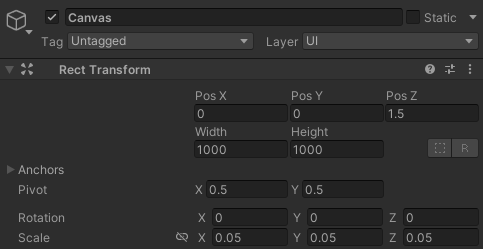 Canvas Static
Tag Untagged Layer UI
Rect Transform
Pos X Pos Y Pos Z
0 0 1.5
Width Height
1000 1000 R
Anchors
Pivot X 0.5 Y 0.5
Rotation X 0 Y 0 Z 0
Scale X 0.05 Y 0.05 Z 0.05